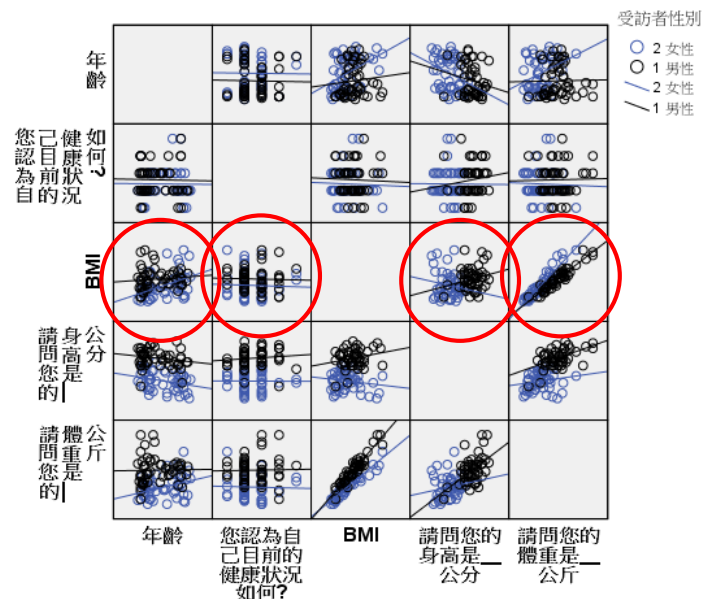 受訪者性別
2 女性
1 男性
2 女性
1 男性
年齡
您認為自
己目前的
健康狀況
如何?
BMI
請問您的
身高是__
公分
請問您的
體重是__
公斤
年齡
您認為自
己目前的
健康狀況
如何?
BMI
請問您的
身高是__
公分
請問您的
體重是__
公斤